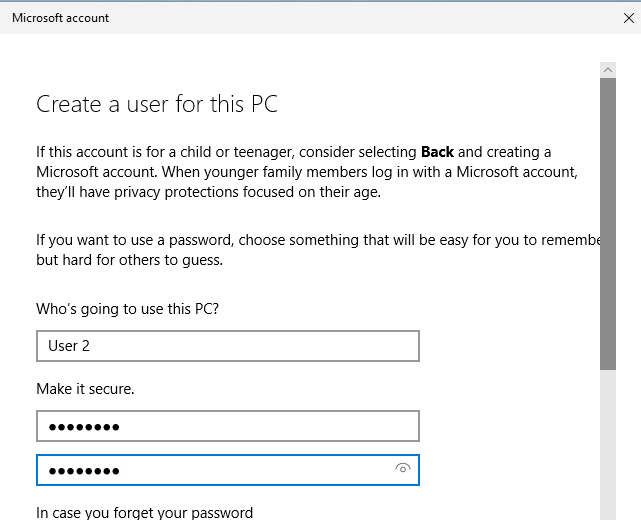 Microsoft account
Create a user for this PC
If this account is for a child or teenager, consider selecting Back and creating a
Microsoft account. When younger family members log in with a Microsoft account,
they'll have privacy protections focused on their age.
If you want to use a password, choose something that will be easy for you to remembe
but hard for others to guess.
Who's going to use this PC?
User 2
Make it secure.
●●●●●●●●
●●●●●●●●
In case you forget your password